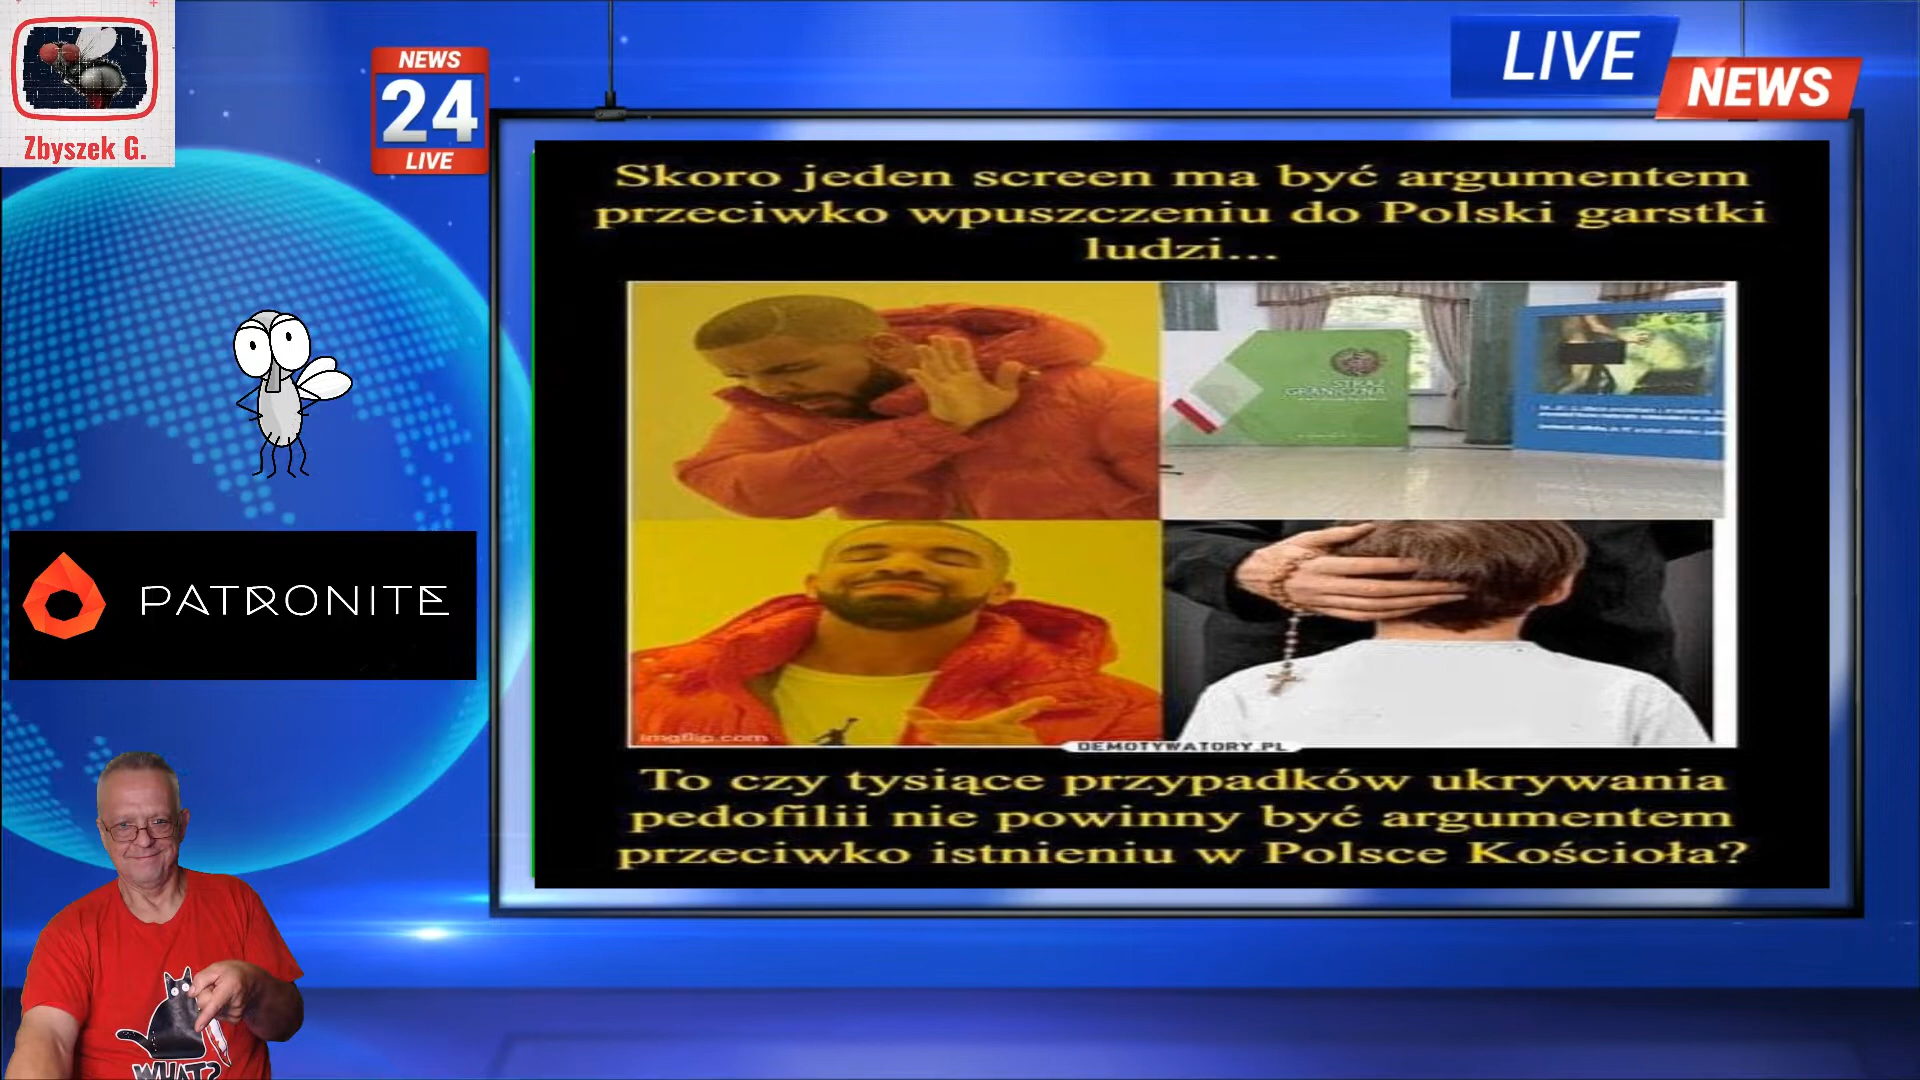 Zbyszek G.
NEWS
24
LIVE
LIVE
NEWS
Skoro jeden screen ma być argumentem
przeciwko wpuszczeniu do Polski garstki
ludzi...
STRAŻ
GRANICZNA
imgflip.com
DEMOTYWATORY.PL
To czy tysiące przypadków ukrywania
pedofilii nie powinny być argumentem
przeciwko istnieniu w Polsce Kościoła?
PATRONITE
WHAT?